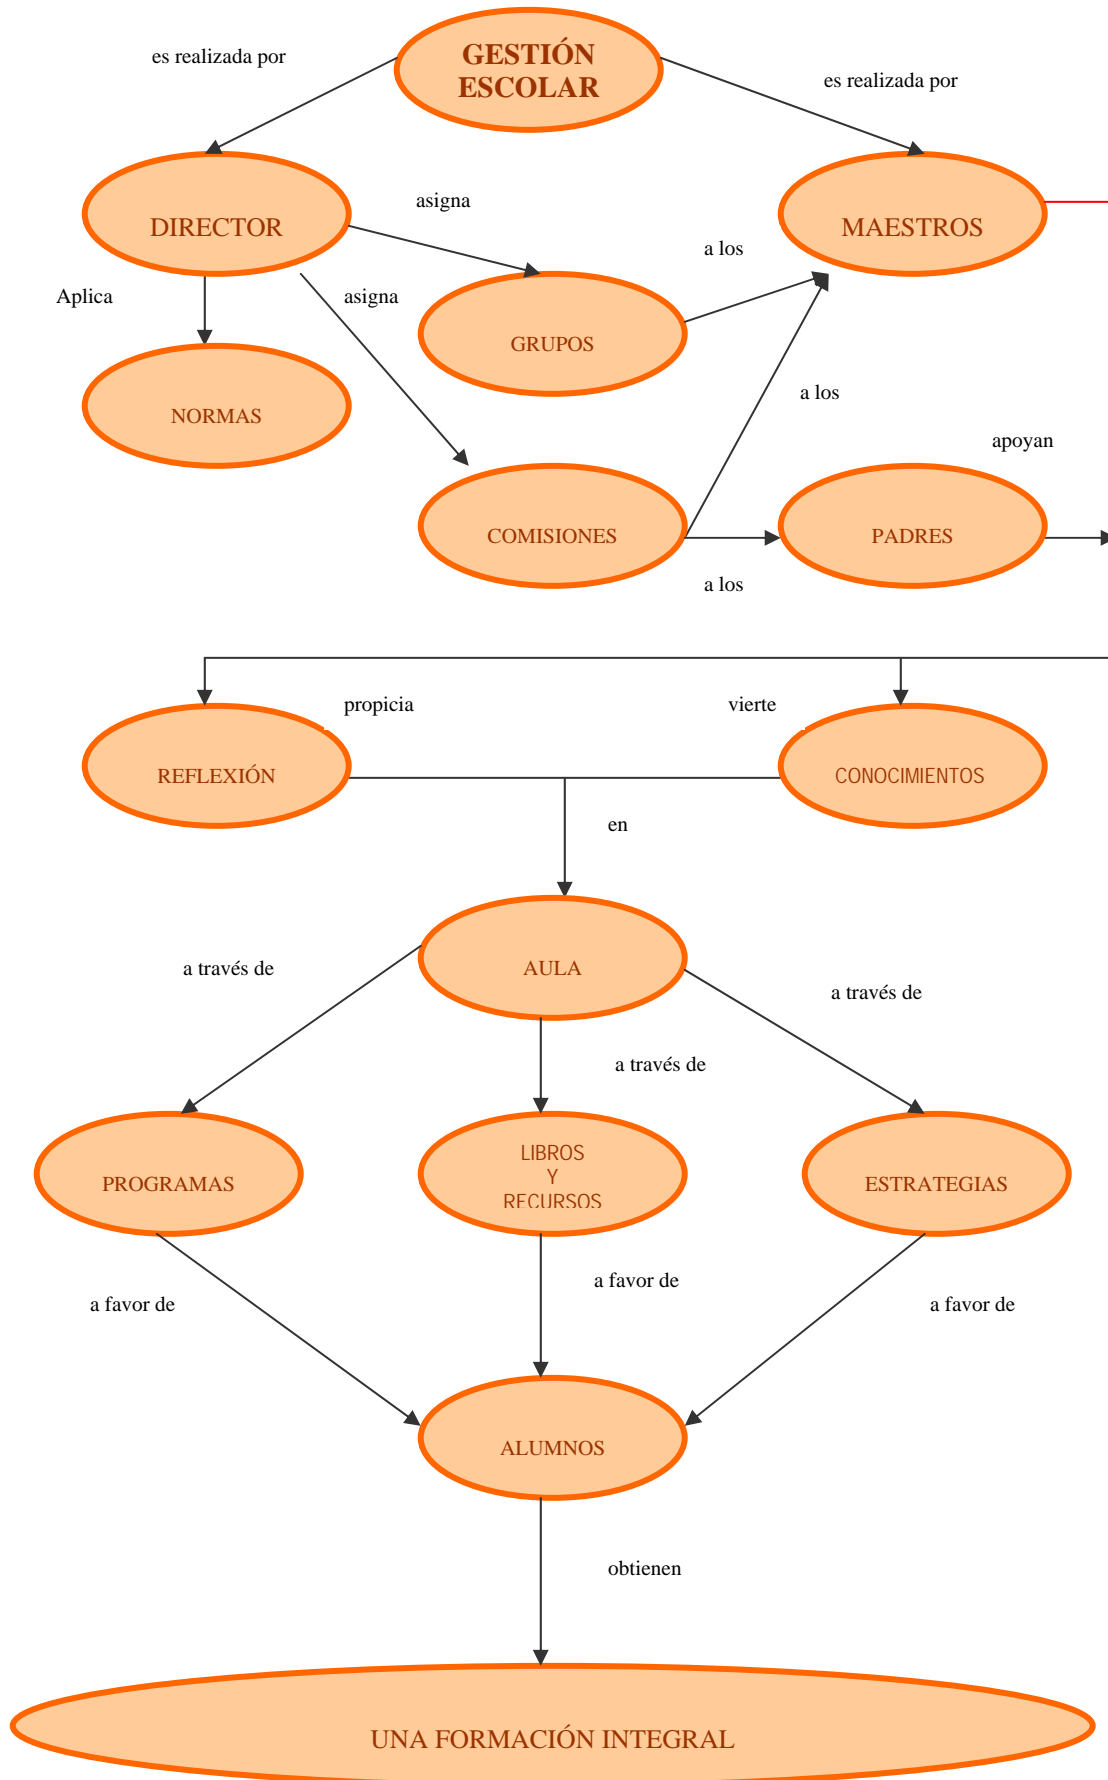 es realizada por
GESTIÓN
ESCOLAR
es realizada por
DIRECTOR
asigna
MAESTROS
a los
Aplica
asigna
GRUPOS
a los
NORMAS
apoyan
COMISIONES
PADRES
a los
propicia
vierte
REFLEXIÓN
CONOCIMIENTOS
en
AULA
a través de
a través de
a través de
PROGRAMAS
LIBROS
Y
RECURSOS
ESTRATEGIAS
a favor de
a favor de
a favor de
ALUMNOS
obtienen
UNA FORMACIÓN INTEGRAL